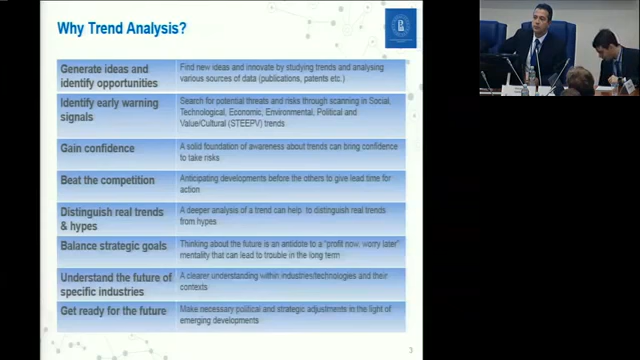 Why Trend Analysis?
Generate ideas and
identify opportunities
Find new ideas and innovate by studying trends and analysing
various sources of data (publications, patents etc.)
Identify early warning
signals
Search for potential threats and risks through scanning in Social,
Technological, Economic, Environmental, Political and
Value/Cultural (STEEPV) trends
Gain confidence
A solid foundation of awareness about trends can bring confidence
to take risks
Beat the competition
Anticipating developments before the others to give lead time for
action
Distinguish real trends
& hypes
A deeper analysis of a trend can help to distinguish real trends
from hypes
Balance strategic goals
Thinking about the future is an antidote to a “profit now, worry later”
mentality that can lead to trouble in the long term
Understand the future of
specific industries
A clearer understanding within industries/technologies and their
contexts
Get ready for the future
Make necessary political and strategic adjustments in the light of
emerging developments
3